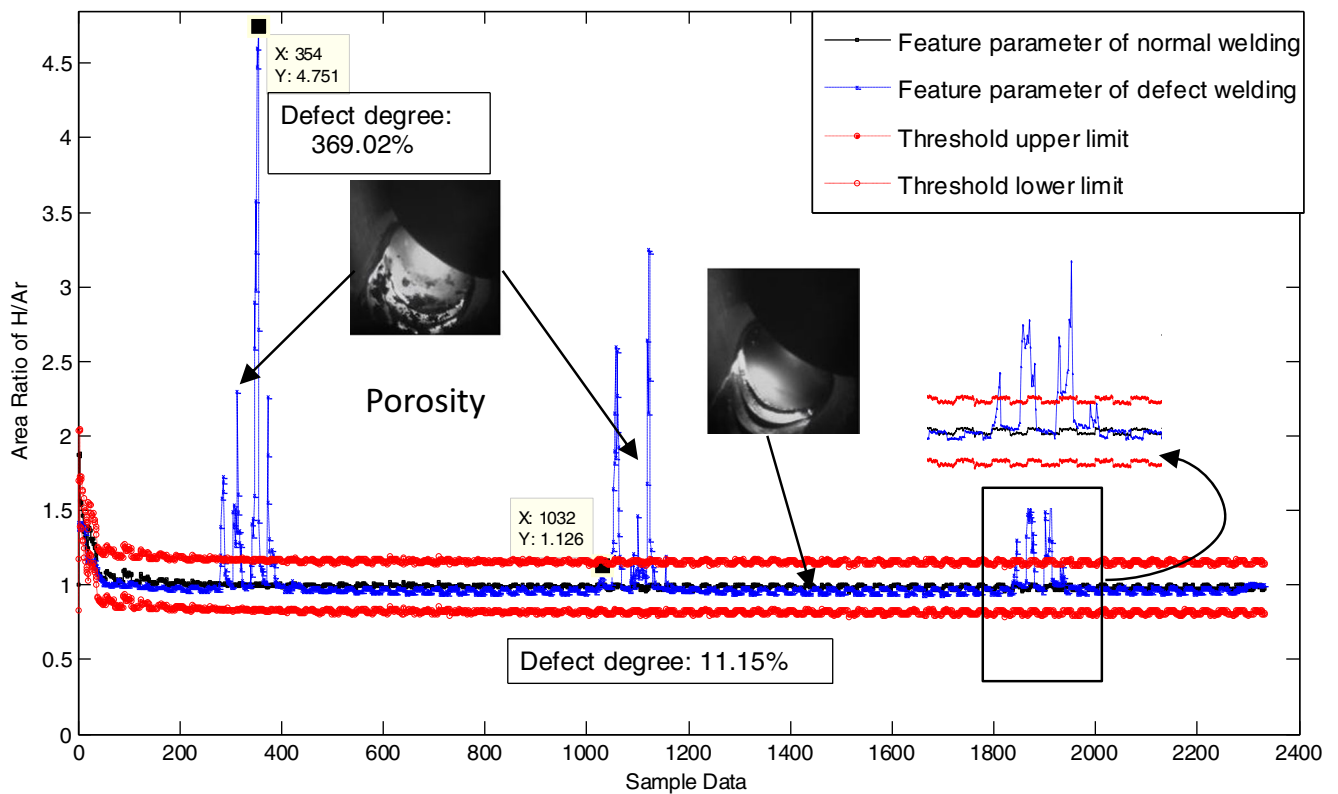 Feature parameter of normal welding
Feature parameter of defect welding
Threshold upper limit
Threshold lower limit
X: 354
Y: 4.751
Defect degree:
369.02%
Porosity
X: 1032
Y: 1.126
Defect degree: 11.15%
Area Ratio of H/Ar
4.5
4
3.5
3
2.5
2
1.5
1
0.5
0
0 200 400 600 800 1000 1200 1400 1600 1800 2000 2200 2400
Sample Data